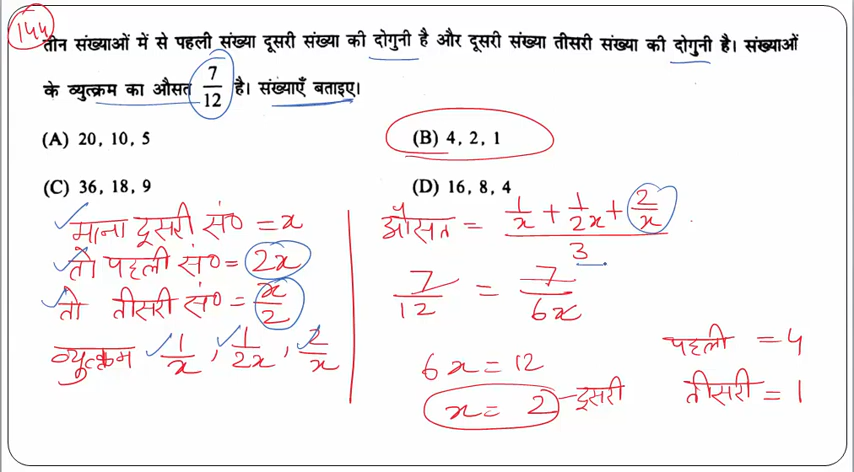 144
तीन संख्याओं में से पहली संख्या दूसरी संख्या की दोगुनी है और दूसरी संख्या तीसरी संख्या की दोगुनी है। संख्याओं
के व्युत्क्रम का औसत 7/12 है। संख्याएँ बताइए।
(A) 20, 10, 5
(B) 4, 2, 1
(C) 36, 18, 9
(D) 16, 8, 4
माना दूसरी सं० = x
तो पहली सं० = 2x
तो तीसरी सं० = x/2
व्युत्क्रम 1/x, 1/2x, 2/x
औसत = (1/x + 1/2x + 2/x)/3
7/12 = 7/6x
6x = 12
x = 2 - दूसरी
पहली = 4
तीसरी = 1